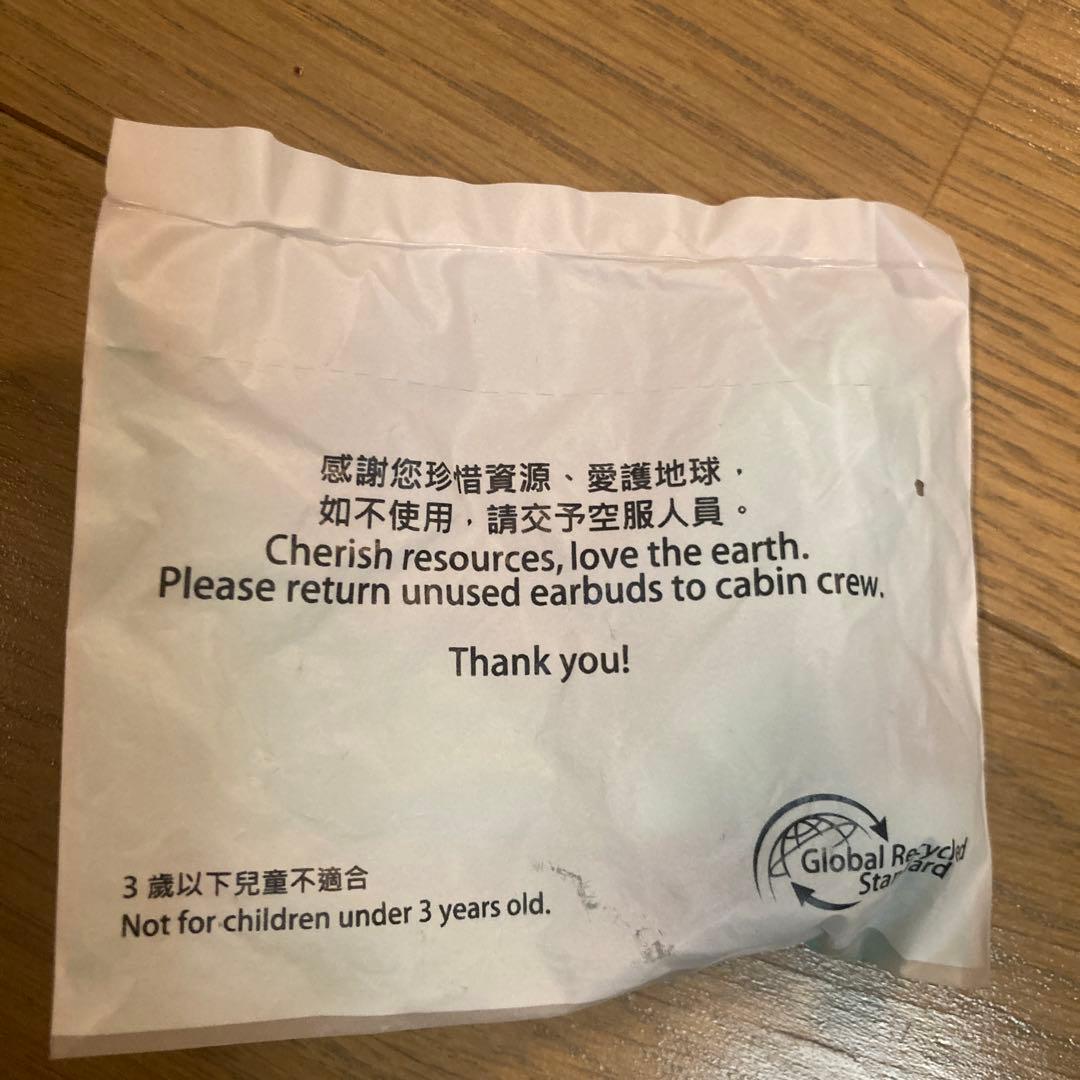 感謝您珍惜資源、愛護地球，
如不使用，請交予空服人員。
Cherish resources, love the earth.
Please return unused earbuds to cabin crew.
Thank you!
Global Recycled
Standard
3 歲以下兒童不適合
Not for children under 3 years old.